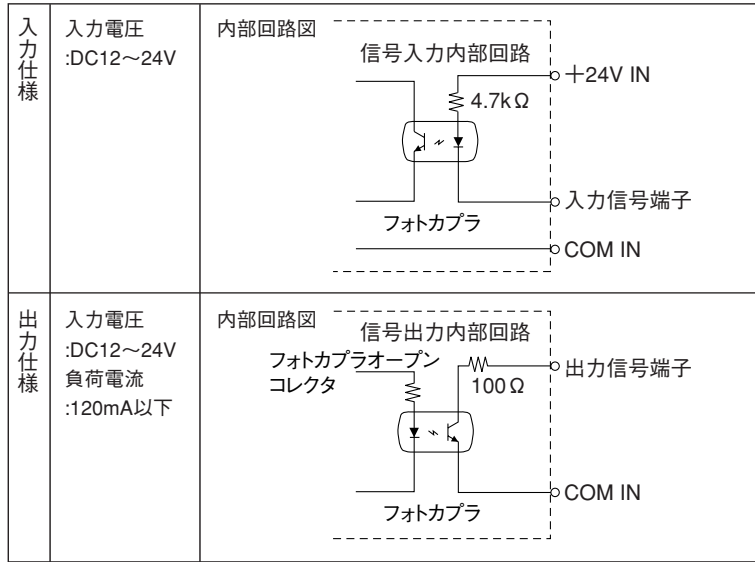 入力仕様
入力電圧
:DC12～24V
内部回路図
信号入力内部回路
＋24V IN
4.7kΩ
入力信号端子
フォトカプラ
COM IN
出力仕様
入力電圧
:DC12～24V
負荷電流
:120mA以下
内部回路図
信号出力内部回路
フォトカプラオープン
コレクタ
100Ω
出力信号端子
COM IN
フォトカプラ